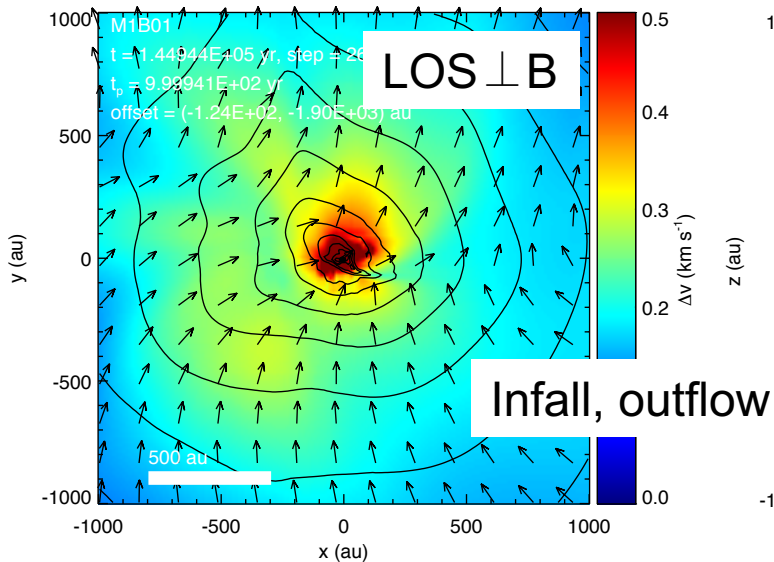 M1B01
t = 1.44944E+05 yr, step = 26
t_p = 9.99941E+02 yr
offset = (-1.24E+02, -1.90E+03) au
LOS⊥B
Infall, outflow
500 au
1000
500
0
-500
-1000
y (au)
-1000
-500
0
500
1000
x (au)
0.5
0.4
0.3
0.2
0.0
Δv (km s⁻¹)
z (au)
1
-1